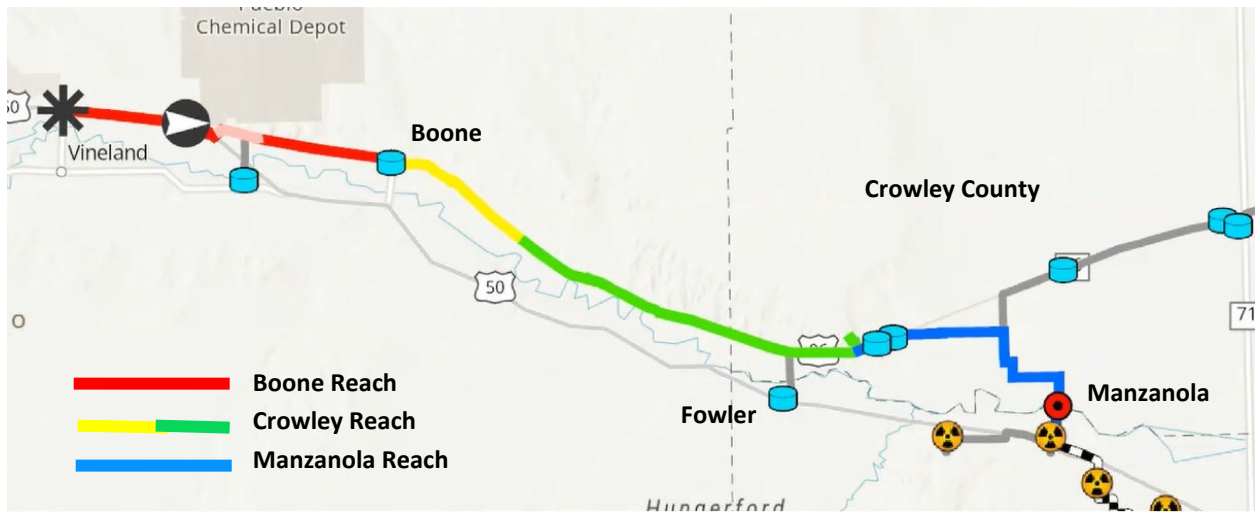 Pueblo
Chemical Depot
50
Vineland
Boone
Crowley County
50
71
96
Boone Reach
Crowley Reach
Manzanola Reach
Fowler
Manzanola
Hungerford